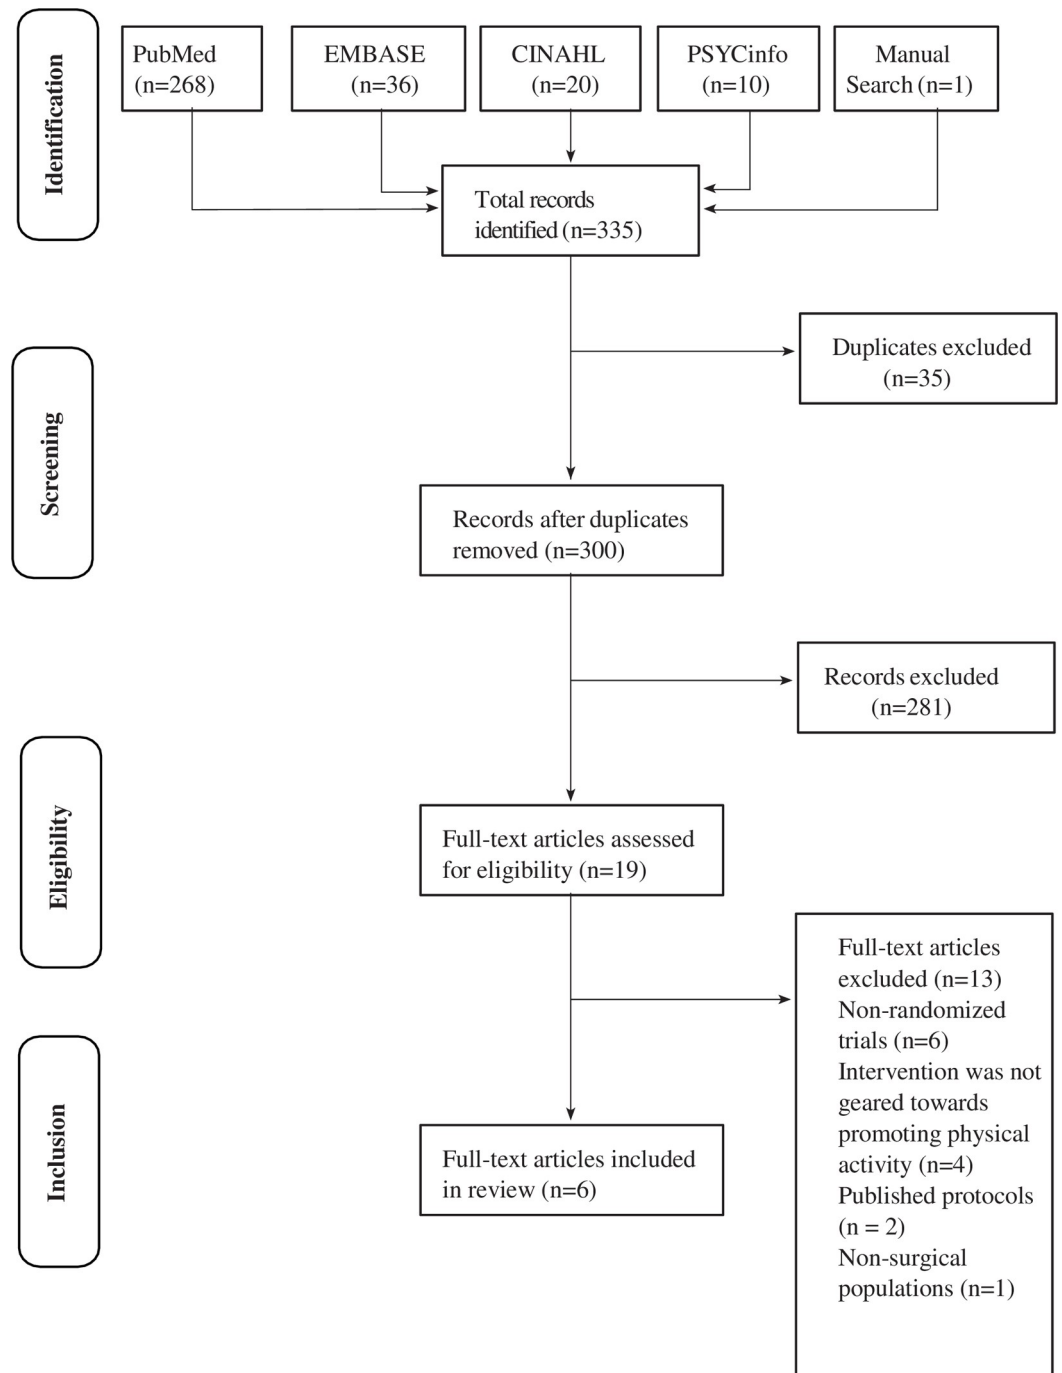 Identification
PubMed
(n=268)
EMBASE
(n=36)
CINAHL
(n=20)
PSYCinfo
(n=10)
Manual
Search (n=1)
Total records
identified (n=335)
Duplicates excluded
(n=35)
Screening
Records after duplicates
removed (n=300)
Records excluded
(n=281)
Eligibility
Full-text articles assessed
for eligibility (n=19)
Full-text articles
excluded (n=13)
Non-randomized
trials (n=6)
Intervention was not
geared towards
promoting physical
activity (n=4)
Published protocols
(n = 2)
Non-surgical
populations (n=1)
Inclusion
Full-text articles included
in review (n=6)